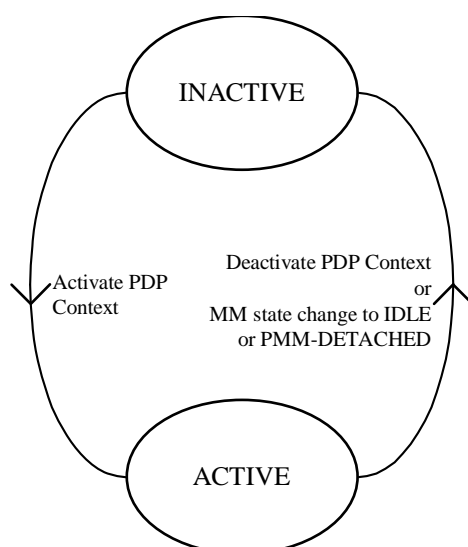 INACTIVE
Activate PDP
Context
Deactivate PDP Context
or
MM state change to IDLE
or PMM-DETACHED
ACTIVE